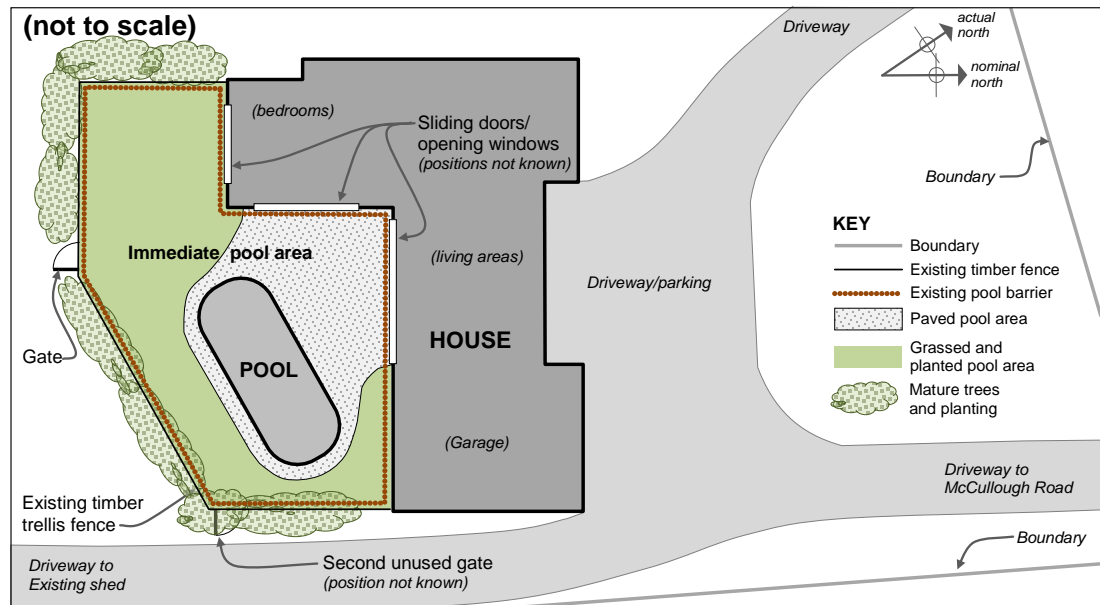 (not to scale)
Driveway
actual
north
nominal
north
(bedrooms)
Sliding doors/
opening windows
(positions not known)
Boundary
KEY
Boundary
Existing timber fence
Existing pool barrier
Paved pool area
Grassed and
planted pool area
Mature trees
and planting
Immediate pool area
(living areas)
Driveway/parking
HOUSE
Gate
POOL
(Garage)
Driveway to
McCullough Road
Existing timber
trellis fence
Boundary
Driveway to
Existing shed
Second unused gate
(position not known)